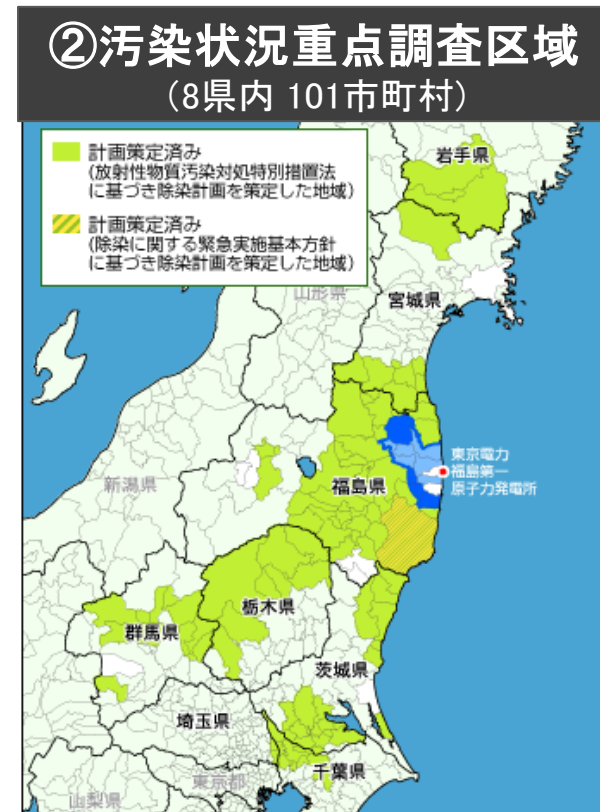 ②汚染状況重点調査区域
(8県内 101市町村)
計画策定済み
(放射性物質汚染対処特別措置法
に基づき除染計画を策定した地域)
計画策定済み
(除染に関する緊急実施基本方針
に基づき除染計画を策定した地域)
岩手県
山形県
宮城県
東京電力
福島第一
原子力発電所
新潟県
福島県
栃木県
群馬県
茨城県
埼玉県
東京都
千葉県
山梨県